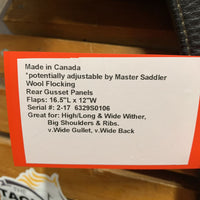 Made in Canada
*potentially adjustable by Master Saddler
Wool Flocking
Rear Gusset Panels
Flaps: 16.5"L x 12"W
Serial: 2-17 6329S0106
Great for: High/Long & Wide Wither,
Big Shoulders & Ribs.
v.Wide Gullet, v.Wide Back
THE